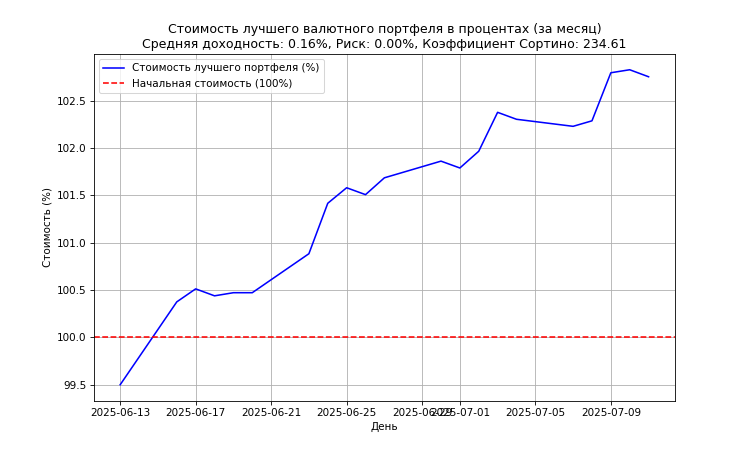 Стоимость лучшего валютного портфеля в процентах (за месяц)
Средняя доходность: 0.16%, Риск: 0.00%, Коэффициент Сортино: 234.61
Стоимость лучшего портфеля (%)
Начальная стоимость (100%)
Стоимость (%)
102.5
102.0
101.5
101.0
100.5
100.0
99.5
2025-06-13 2025-06-17 2025-06-21 2025-06-25 2025-06-29 2025-07-01 2025-07-05 2025-07-09
День